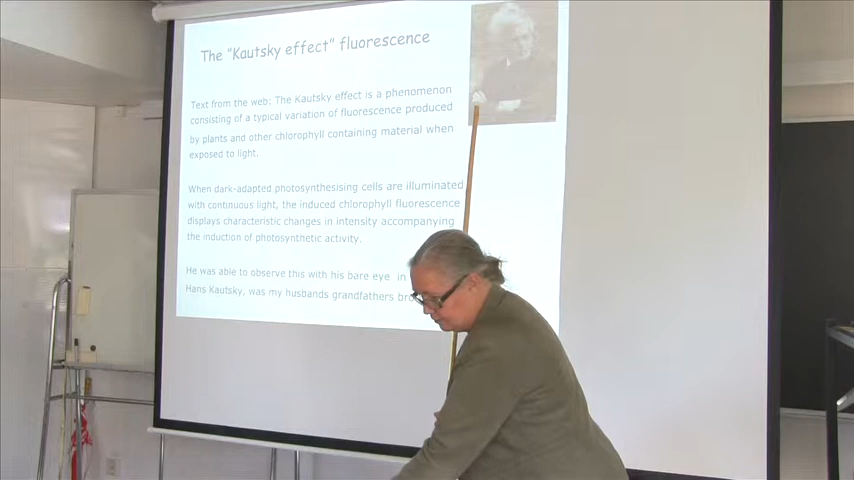 The "Kautsky effect" fluorescence
Text from the web: The Kautsky effect is a phenomenon
consisting of a typical variation of fluorescence produced
by plants and other chlorophyll containing material when
exposed to light.
When dark-adapted photosynthesising cells are illuminated
with continuous light, the induced chlorophyll fluorescence
displays characteristic changes in intensity accompanying
the induction of photosynthetic activity.
He was able to observe this with his bare eye in
Hans Kautsky, was my husbands grandfathers